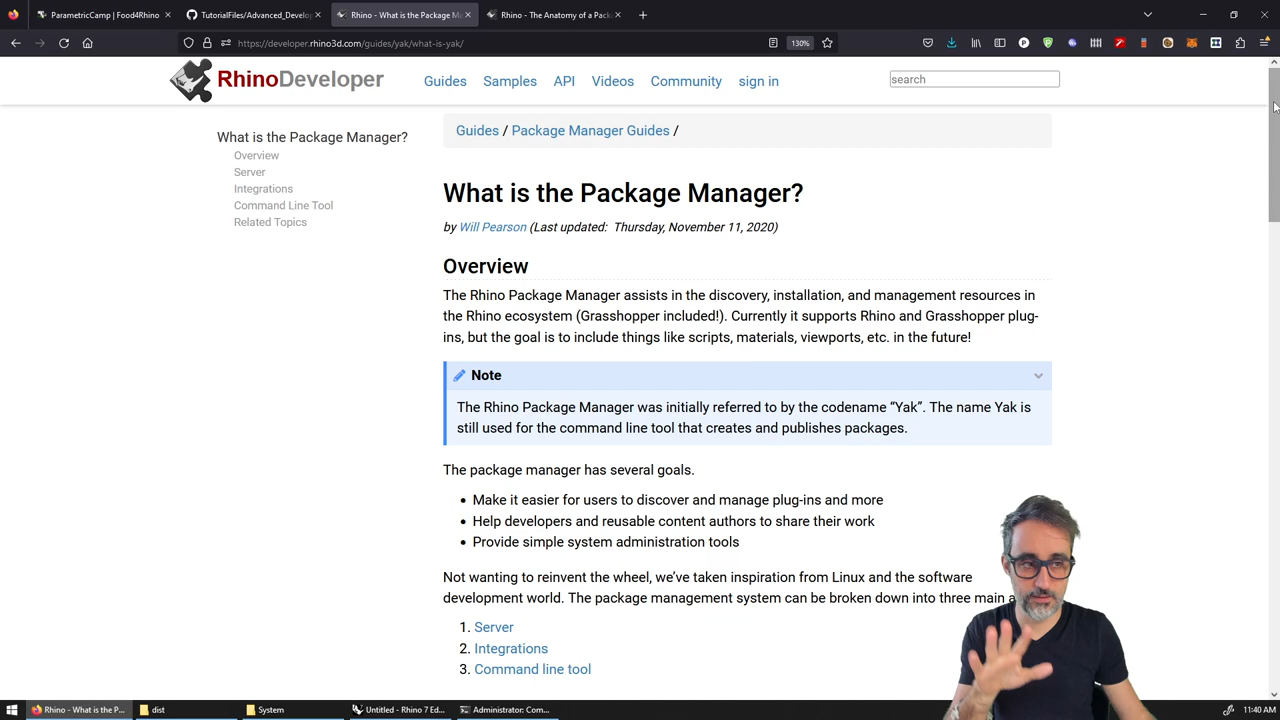 ParametricCamp | Food4Rhino
TutorialFiles/Advanced_Develo
Rhino - What is the Package M
Rhino - The Anatomy of a Pack
https://developer.rhino3d.com/guides/yak/what-is-yak/
130%
RhinoDeveloper
Guides
Samples
API
Videos
Community
sign in
search
What is the Package Manager?
Overview
Server
Integrations
Command Line Tool
Related Topics
Guides / Package Manager Guides /
What is the Package Manager?
by Will Pearson (Last updated: Thursday, November 11, 2020)
Overview
The Rhino Package Manager assists in the discovery, installation, and management resources in
the Rhino ecosystem (Grasshopper included!). Currently it supports Rhino and Grasshopper plug-
ins, but the goal is to include things like scripts, materials, viewports, etc. in the future!
Note
The Rhino Package Manager was initially referred to by the codename “Yak”. The name Yak is
still used for the command line tool that creates and publishes packages.
The package manager has several goals.
• Make it easier for users to discover and manage plug-ins and more
• Help developers and reusable content authors to share their work
• Provide simple system administration tools
Not wanting to reinvent the wheel, we’ve taken inspiration from Linux and the software
development world. The package management system can be broken down into three main a
1. Server
2. Integrations
3. Command line tool
Rhino - What is the P...
dist
System
Untitled - Rhino 7 Ed...
Administrator: Com...
11:40 AM